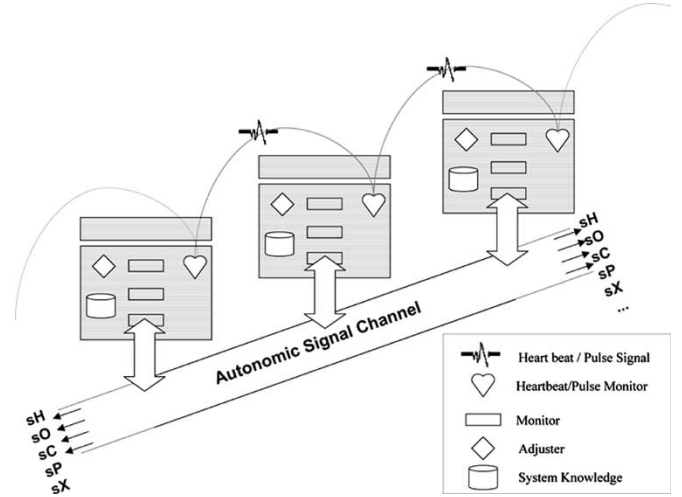 sH
sO
sC
sP
sX
...
Autonomic Signal Channel
sH
sO
sC
sP
sX
Heart beat / Pulse Signal
Heartbeat/Pulse Monitor
Monitor
Adjuster
System Knowledge